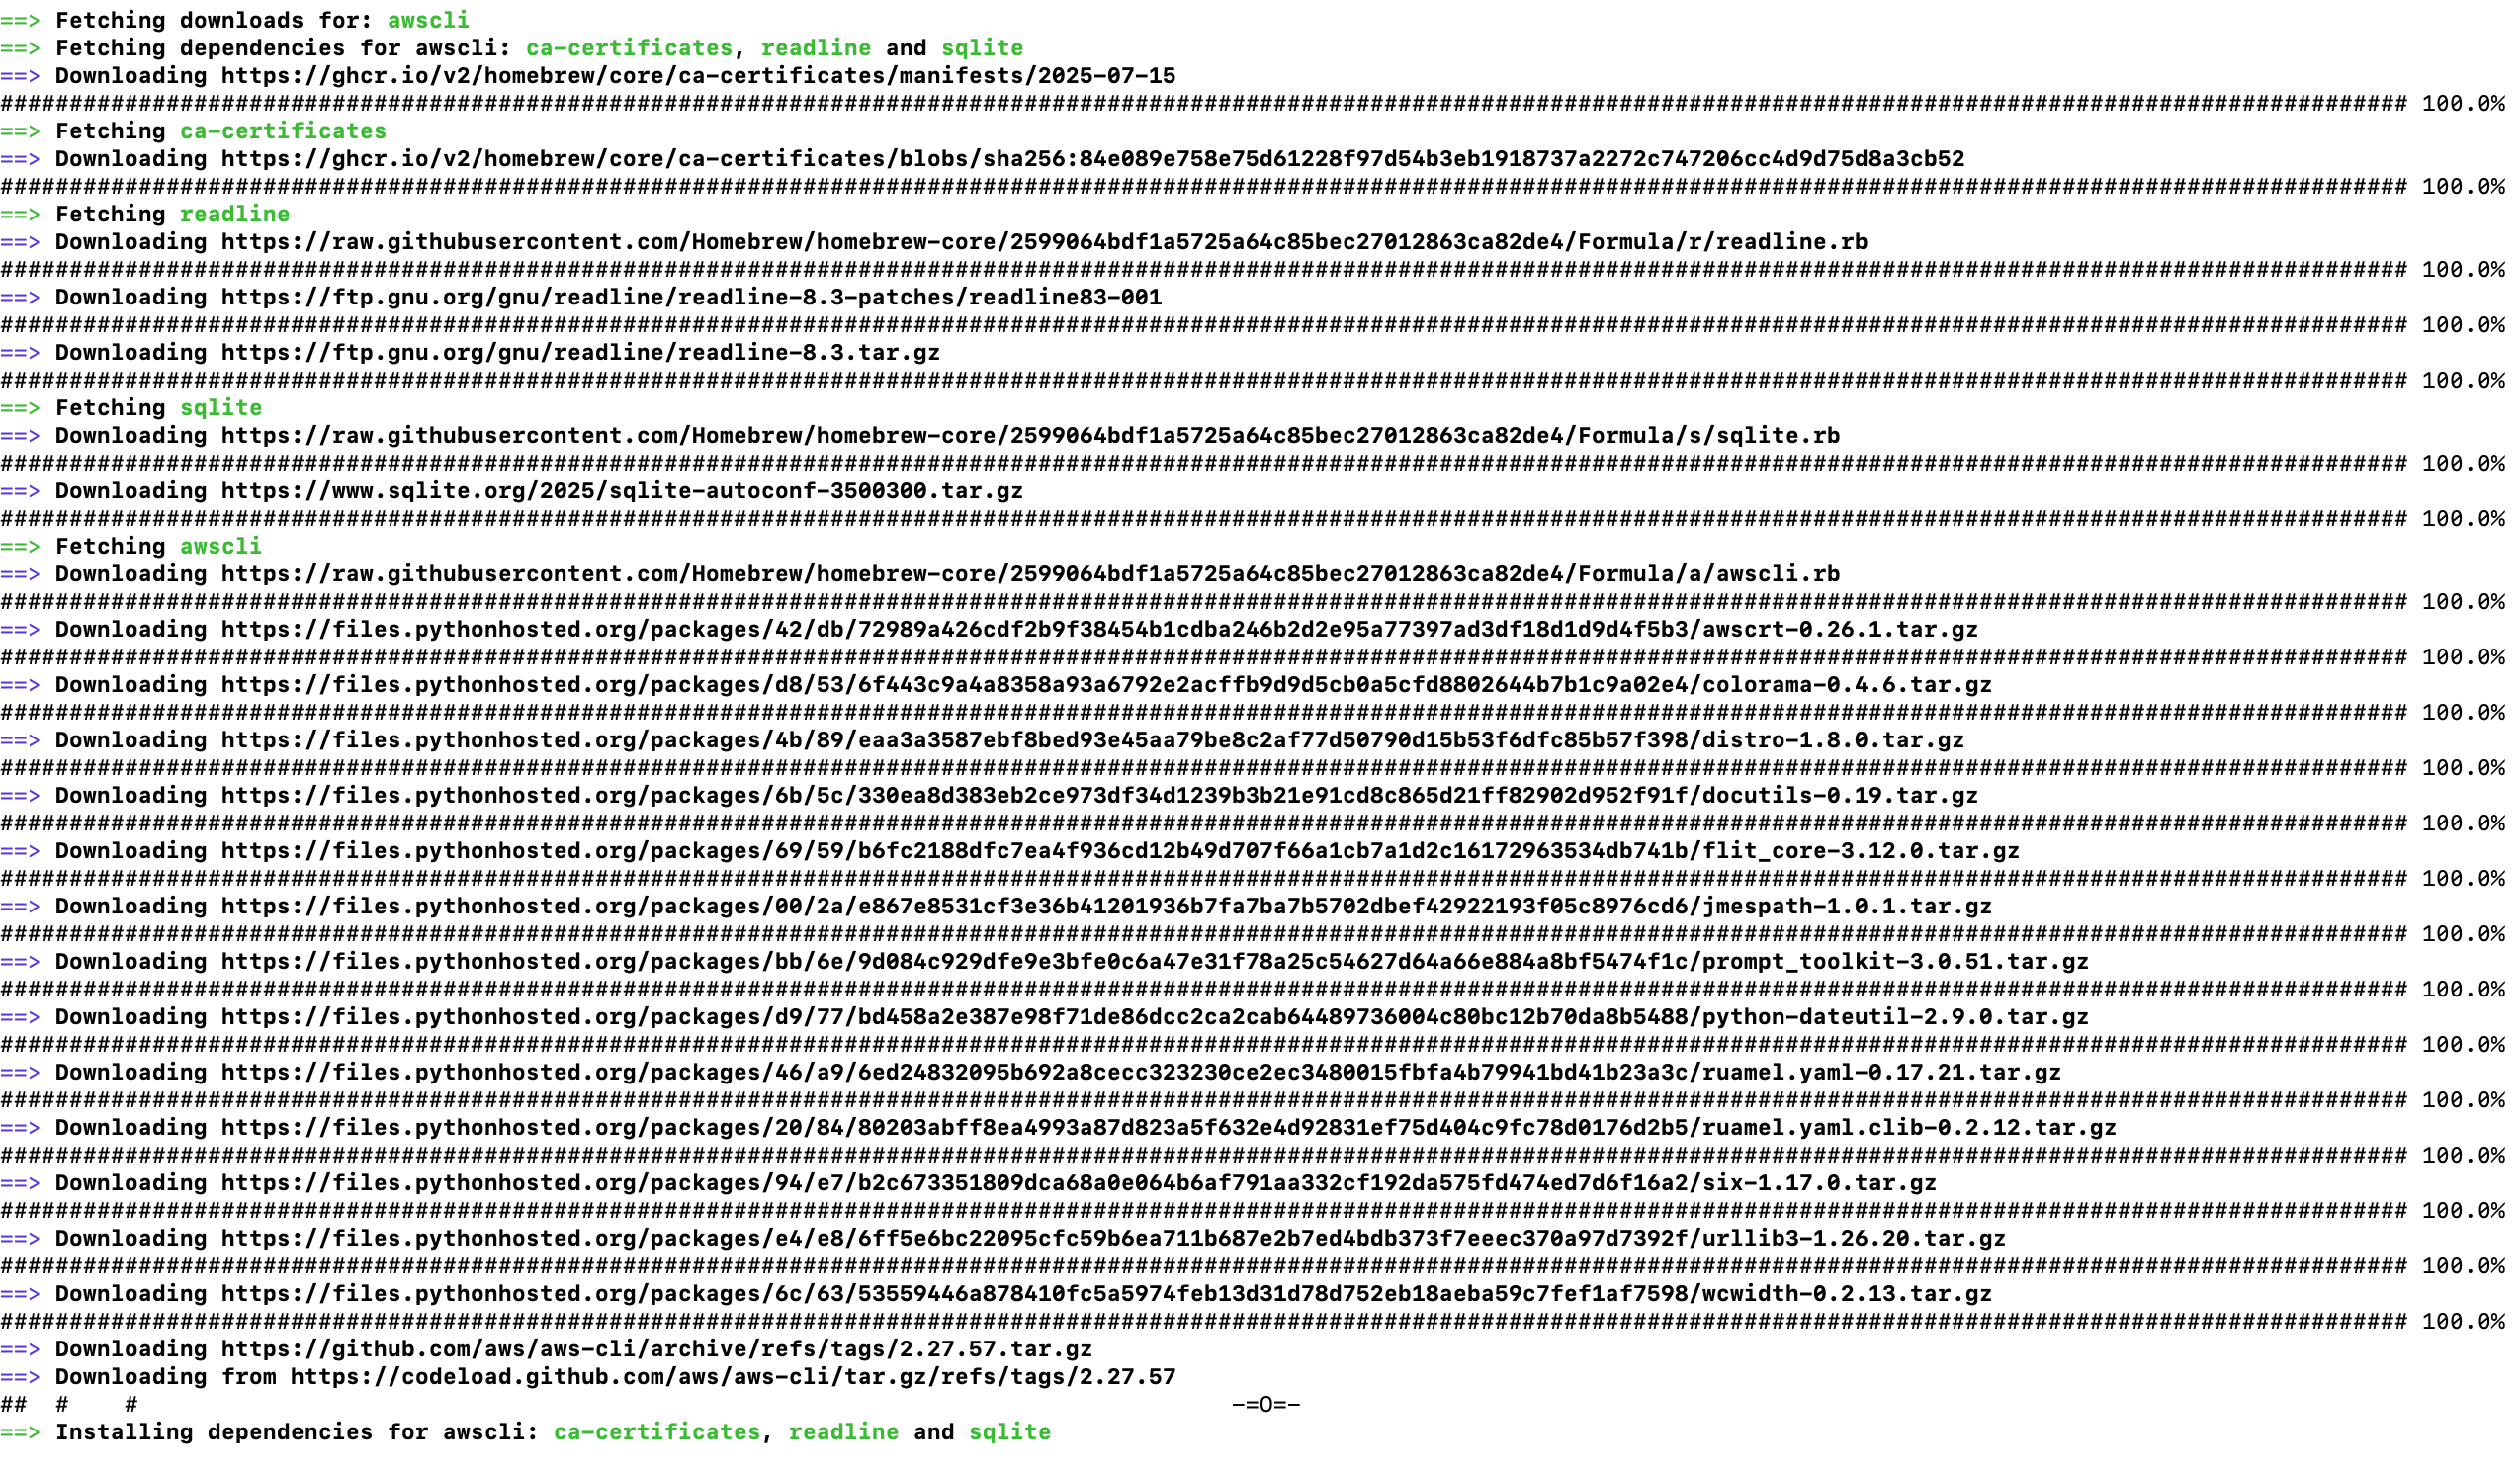 ==> Fetching downloads for: awscli
==> Fetching dependencies for awscli: ca-certificates, readline and sqlite
==> Downloading https://ghcr.io/v2/homebrew/core/ca-certificates/manifests/2025-07-15
######################################################################################################################################################################## 100.0%
==> Fetching ca-certificates
==> Downloading https://ghcr.io/v2/homebrew/core/ca-certificates/blobs/sha256:84e089e758e75d61228f97d54b3eb1918737a2272c747206cc4d9d75d8a3cb52
######################################################################################################################################################################## 100.0%
==> Fetching readline
==> Downloading https://raw.githubusercontent.com/Homebrew/homebrew-core/2599064bdf1a5725a64c85bec27012863ca82de4/Formula/r/readline.rb
######################################################################################################################################################################## 100.0%
==> Downloading https://ftp.gnu.org/gnu/readline/readline-8.3-patches/readline83-001
######################################################################################################################################################################## 100.0%
==> Downloading https://ftp.gnu.org/gnu/readline/readline-8.3.tar.gz
######################################################################################################################################################################## 100.0%
==> Fetching sqlite
==> Downloading https://raw.githubusercontent.com/Homebrew/homebrew-core/2599064bdf1a5725a64c85bec27012863ca82de4/Formula/s/sqlite.rb
######################################################################################################################################################################## 100.0%
==> Downloading https://www.sqlite.org/2025/sqlite-autoconf-3500300.tar.gz
######################################################################################################################################################################## 100.0%
==> Fetching awscli
==> Downloading https://raw.githubusercontent.com/Homebrew/homebrew-core/2599064bdf1a5725a64c85bec27012863ca82de4/Formula/a/awscli.rb
######################################################################################################################################################################## 100.0%
==> Downloading https://files.pythonhosted.org/packages/42/db/72989a426cdf2b9f38454b1cdba246b2d2e95a77397ad3df18d1d9d4f5b3/awscrt-0.26.1.tar.gz
######################################################################################################################################################################## 100.0%
==> Downloading https://files.pythonhosted.org/packages/d8/53/6f443c9a4a8358a93a6792e2acffb9d9d5cb0a5cfd8802644b7b1c9a02e4/colorama-0.4.6.tar.gz
######################################################################################################################################################################## 100.0%
==> Downloading https://files.pythonhosted.org/packages/4b/89/eaa3a3587ebf8bed93e45aa79be8c2af77d50790d15b53f6dfc85b57f398/distro-1.8.0.tar.gz
######################################################################################################################################################################## 100.0%
==> Downloading https://files.pythonhosted.org/packages/6b/5c/330ea8d383eb2ce973df34d1239b3b21e91cd8c865d21ff82902d952f91f/docutils-0.19.tar.gz
######################################################################################################################################################################## 100.0%
==> Downloading https://files.pythonhosted.org/packages/69/59/b6fc2188dfc7ea4f936cd12b49d707f66a1cb7a1d2c16172963534db741b/flit_core-3.12.0.tar.gz
######################################################################################################################################################################## 100.0%
==> Downloading https://files.pythonhosted.org/packages/00/2a/e867e8531cf3e36b41201936b7fa7ba7b5702dbef42922193f05c8976cd6/jmespath-1.0.1.tar.gz
######################################################################################################################################################################## 100.0%
==> Downloading https://files.pythonhosted.org/packages/bb/6e/9d084c929dfe9e3bfe0c6a47e31f78a25c54627d64a66e884a8bf5474f1c/prompt_toolkit-3.0.51.tar.gz
######################################################################################################################################################################## 100.0%
==> Downloading https://files.pythonhosted.org/packages/d9/77/bd458a2e387e98f71de86dcc2ca2cab64489736004c80bc12b70da8b5488/python-dateutil-2.9.0.tar.gz
######################################################################################################################################################################## 100.0%
==> Downloading https://files.pythonhosted.org/packages/46/a9/6ed24832095b692a8cecc323230ce2ec3480015fbfa4b79941bd41b23a3c/ruamel.yaml-0.17.21.tar.gz
######################################################################################################################################################################## 100.0%
==> Downloading https://files.pythonhosted.org/packages/20/84/80203abff8ea4993a87d823a5f632e4d92831ef75d404c9fc78d0176d2b5/ruamel.yaml.clib-0.2.12.tar.gz
######################################################################################################################################################################## 100.0%
==> Downloading https://files.pythonhosted.org/packages/94/e7/b2c673351809dca68a0e064b6af791aa332cf192da575fd474ed7d6f16a2/six-1.17.0.tar.gz
######################################################################################################################################################################## 100.0%
==> Downloading https://files.pythonhosted.org/packages/e4/e8/6ff5e6bc22095cfc59b6ea711b687e2b7ed4bdb373f7eeec370a97d7392f/urllib3-1.26.20.tar.gz
######################################################################################################################################################################## 100.0%
==> Downloading https://files.pythonhosted.org/packages/6c/63/53559446a878410fc5a5974feb13d31d78d752eb18aeba59c7fef1af7598/wcwidth-0.2.13.tar.gz
######################################################################################################################################################################## 100.0%
==> Downloading https://github.com/aws/aws-cli/archive/refs/tags/2.27.57.tar.gz
==> Downloading from https://codeload.github.com/aws/aws-cli/tar.gz/refs/tags/2.27.57
##  #    #                                                                               -=O=-
==> Installing dependencies for awscli: ca-certificates, readline and sqlite